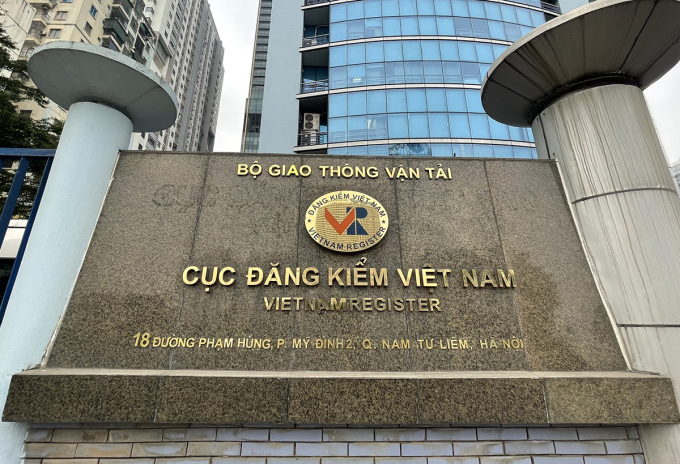 BỘ GIAO THÔNG VẬN TẢI
ĐĂNG KIỂM VIỆT NAM
VR
VIETNAM REGISTER
CỤC ĐĂNG KIỂM VIỆT NAM
VIETNAM REGISTER
18 ĐƯỜNG PHẠM HÙNG, P. MỸ ĐÌNH 2, Q. NAM TỪ LIÊM, HÀ NỘI